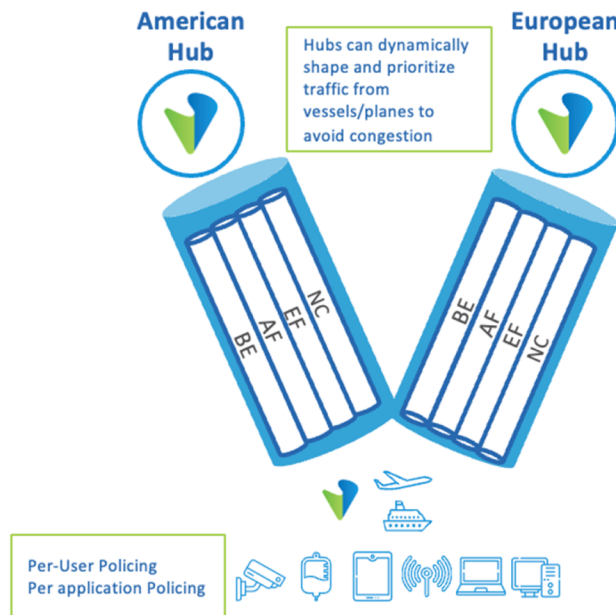 American
Hub
Hubs can dynamically
shape and prioritize
traffic from
vessels/planes to
avoid congestion
European
Hub
BE
AF
EF
NC
BE
AF
EF
NC
Per-User Policing
Per application Policing